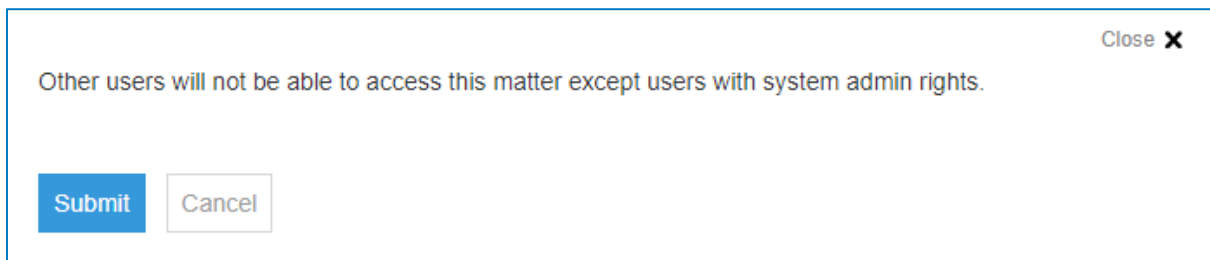 Close ✖
Other users will not be able to access this matter except users with system admin rights.
Submit Cancel